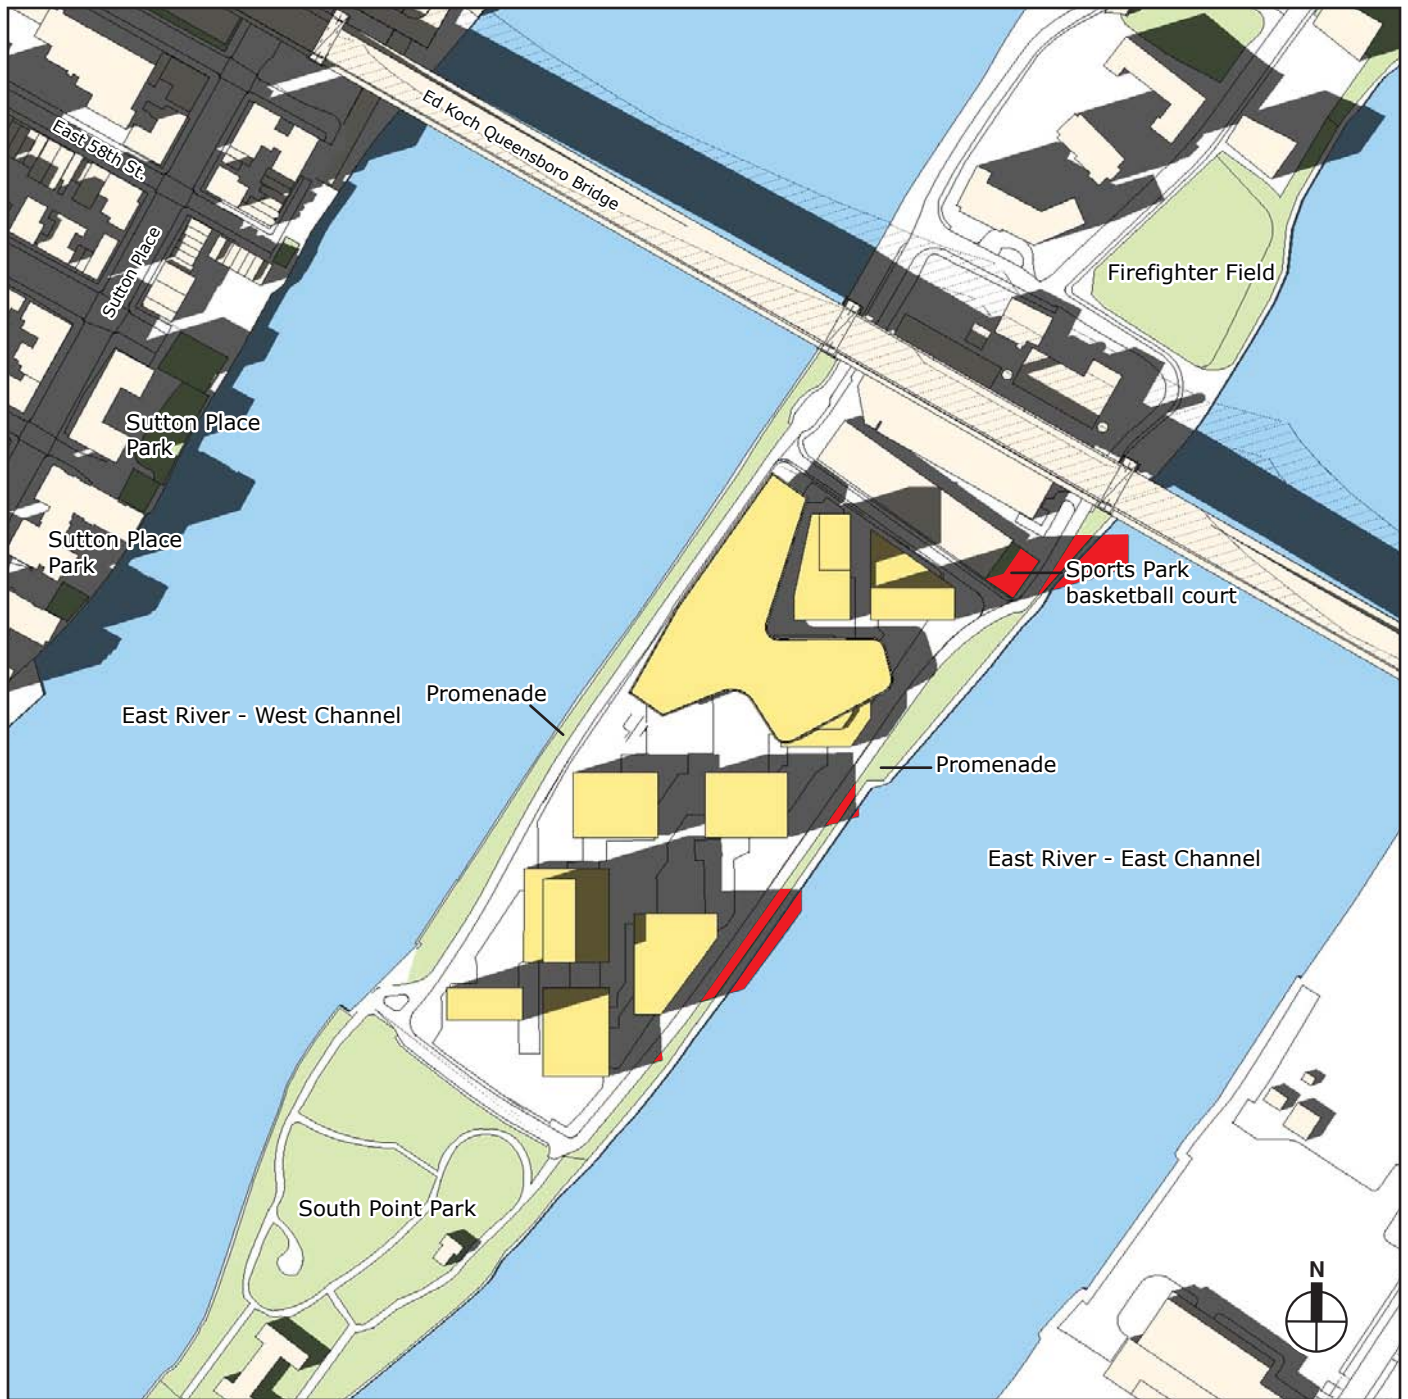 Ed Koch Queensboro Bridge
East 58th St.
Sutton Place
Firefighter Field
Sutton Place
Park
Sutton Place
Park
Sports Park
basketball court
Promenade
East River - West Channel
Promenade
East River - East Channel
South Point Park
N